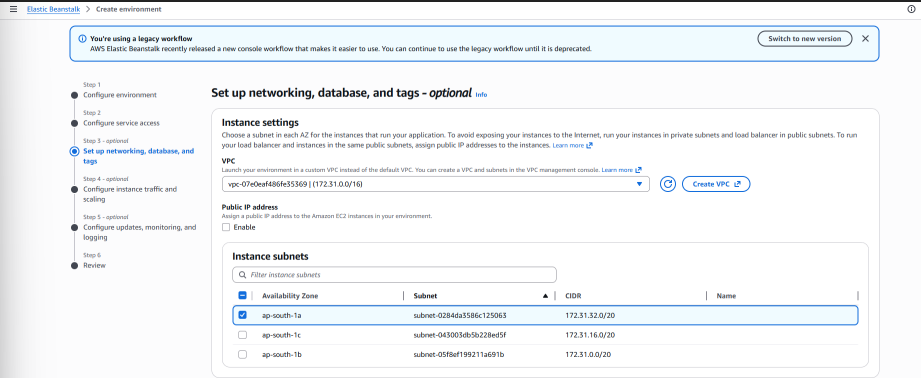 Elastic Beanstalk > Create environment
You're using a legacy workflow
AWS Elastic Beanstalk recently released a new console workflow that makes it easier to use. You can continue to use the legacy workflow until it is deprecated.
Switch to new version
Step 1
Configure environment
Step 2
Configure service access
Step 3 - optional
Set up networking, database, and
tags
Step 4 - optional
Configure instance traffic and
scaling
Step 5 - optional
Configure updates, monitoring, and
logging
Step 6
Review
Set up networking, database, and tags - optional Info
Instance settings
Choose a subnet in each AZ for the instances that run your application. To avoid exposing your instances to the Internet, run your instances in private subnets and load balancer in public subnets. To run
your load balancer and instances in the same public subnets, assign public IP addresses to the instances. Learn more
VPC
Launch your environment in a custom VPC instead of the default VPC. You can create a VPC and subnets in the VPC management console. Learn more
vpc-07e0eaf486fe35369 | (172.31.0.0/16)
Create VPC
Public IP address
Assign a public IP address to the Amazon EC2 instances in your environment.
Enable
Instance subnets
Filter instance subnets
Availability Zone Subnet CIDR Name
ap-south-1a subnet-0284da3586c125063 172.31.32.0/20
ap-south-1c subnet-043003db5b228ed5f 172.31.16.0/20
ap-south-1b subnet-05f8ef199211a691b 172.31.0.0/20